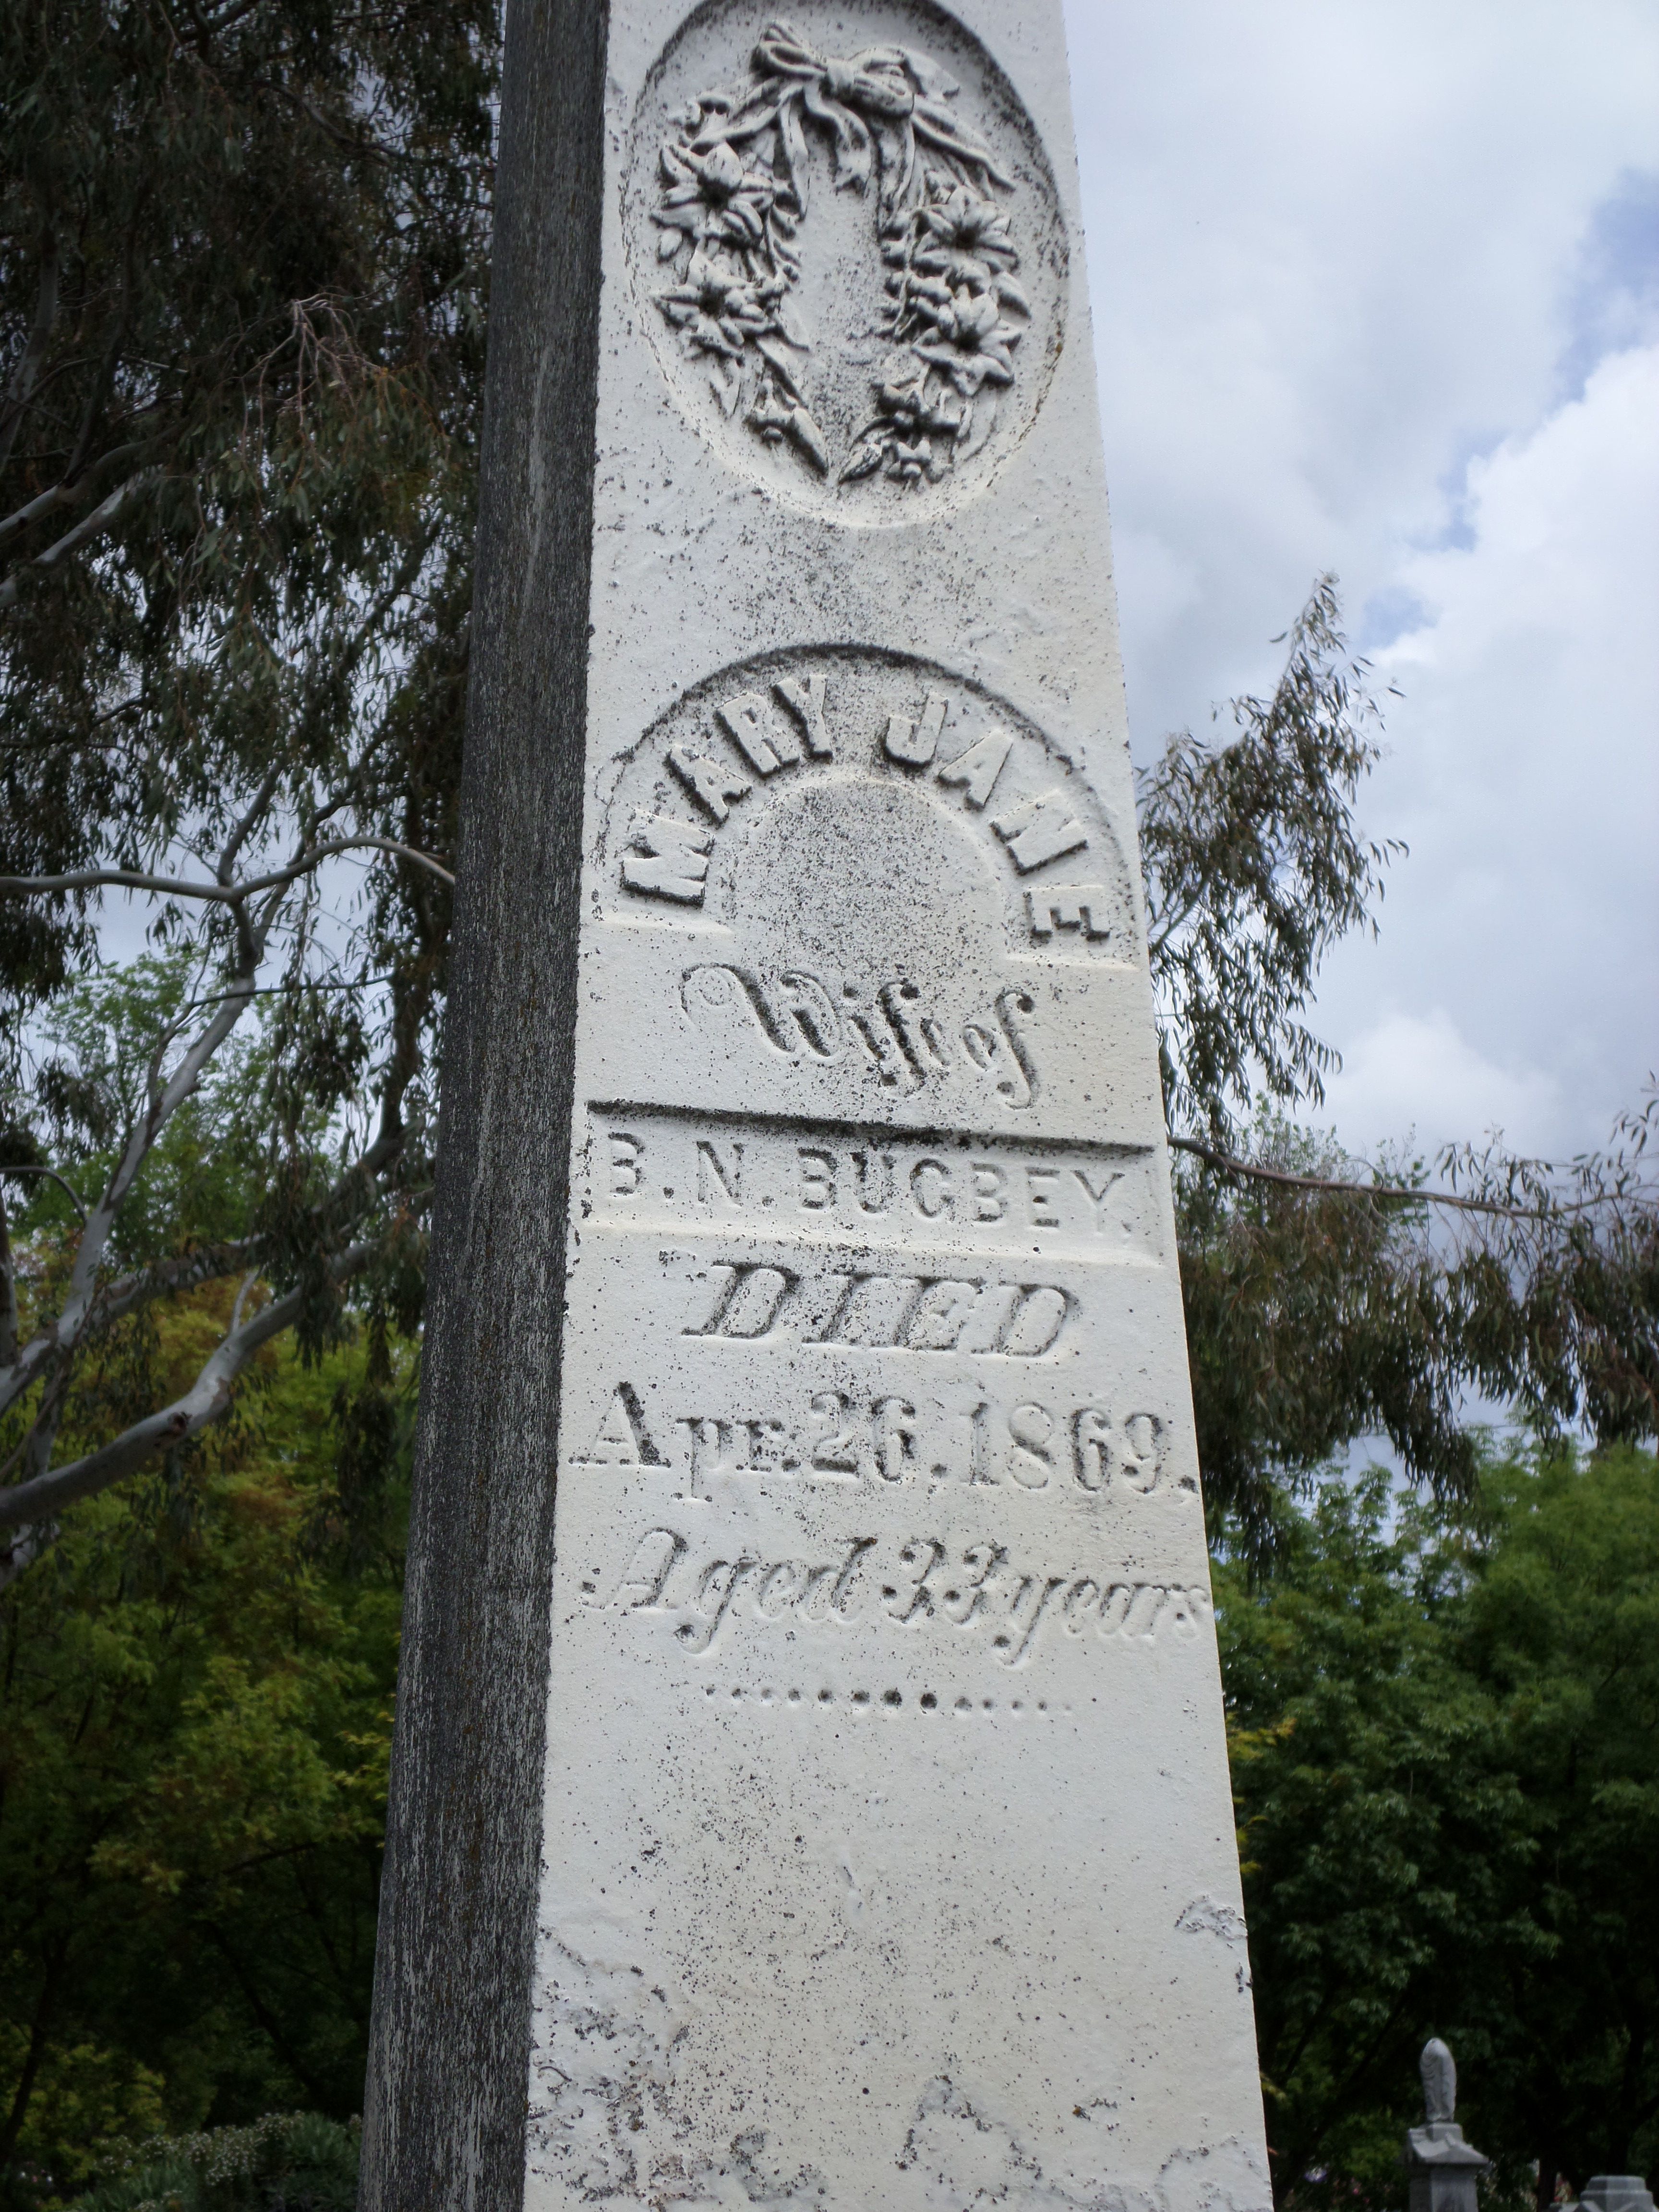 MARY JANE
Wife of
B. N. BUGBEY.
DIED
Apr. 26, 1869,
Aged 33 years